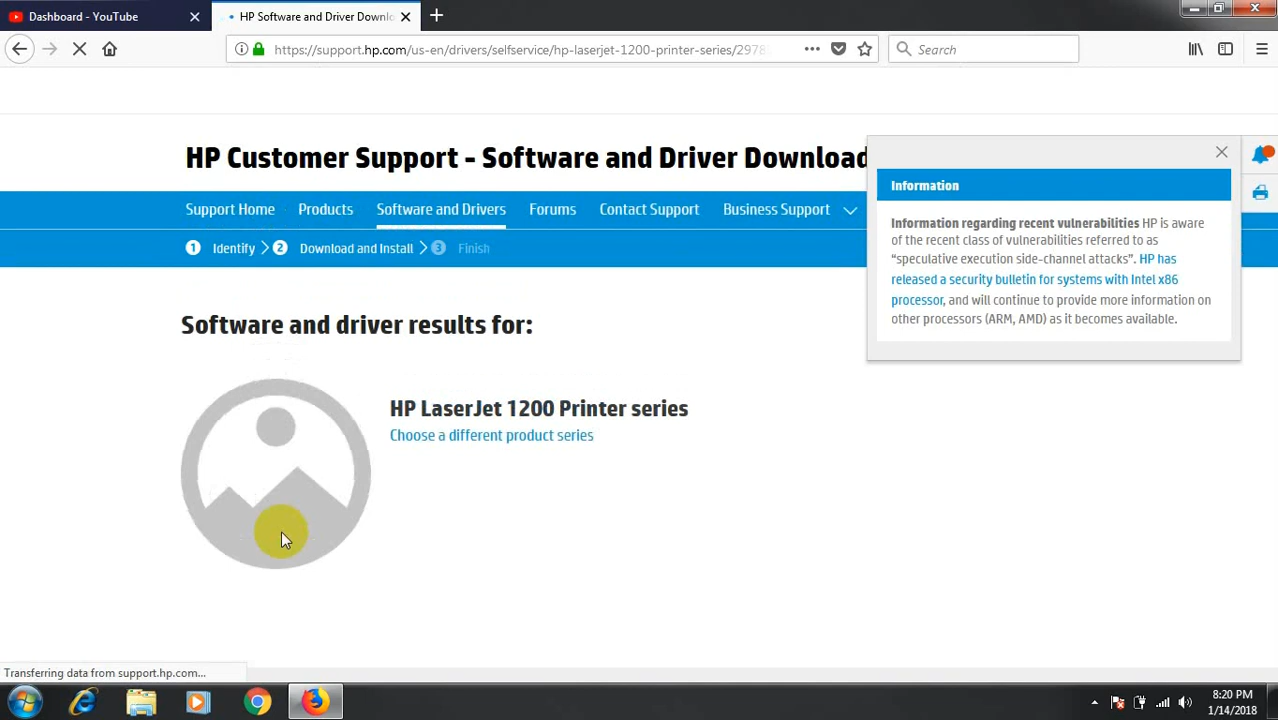 Dashboard - YouTube
HP Software and Driver Downlo
https://support.hp.com/us-en/drivers/selfservice/hp-laserjet-1200-printer-series/2978
Search
HP Customer Support - Software and Driver Download
Support Home
Products
Software and Drivers
Forums
Contact Support
Business Support
1 Identify
2 Download and Install
3 Finish
Information
Information regarding recent vulnerabilities HP is aware
of the recent class of vulnerabilities referred to as
“speculative execution side-channel attacks”. HP has
released a security bulletin for systems with Intel x86
processor, and will continue to provide more information on
other processors (ARM, AMD) as it becomes available.
Software and driver results for:
HP LaserJet 1200 Printer series
Choose a different product series
Transferring data from support.hp.com...
8:20 PM
1/14/2018